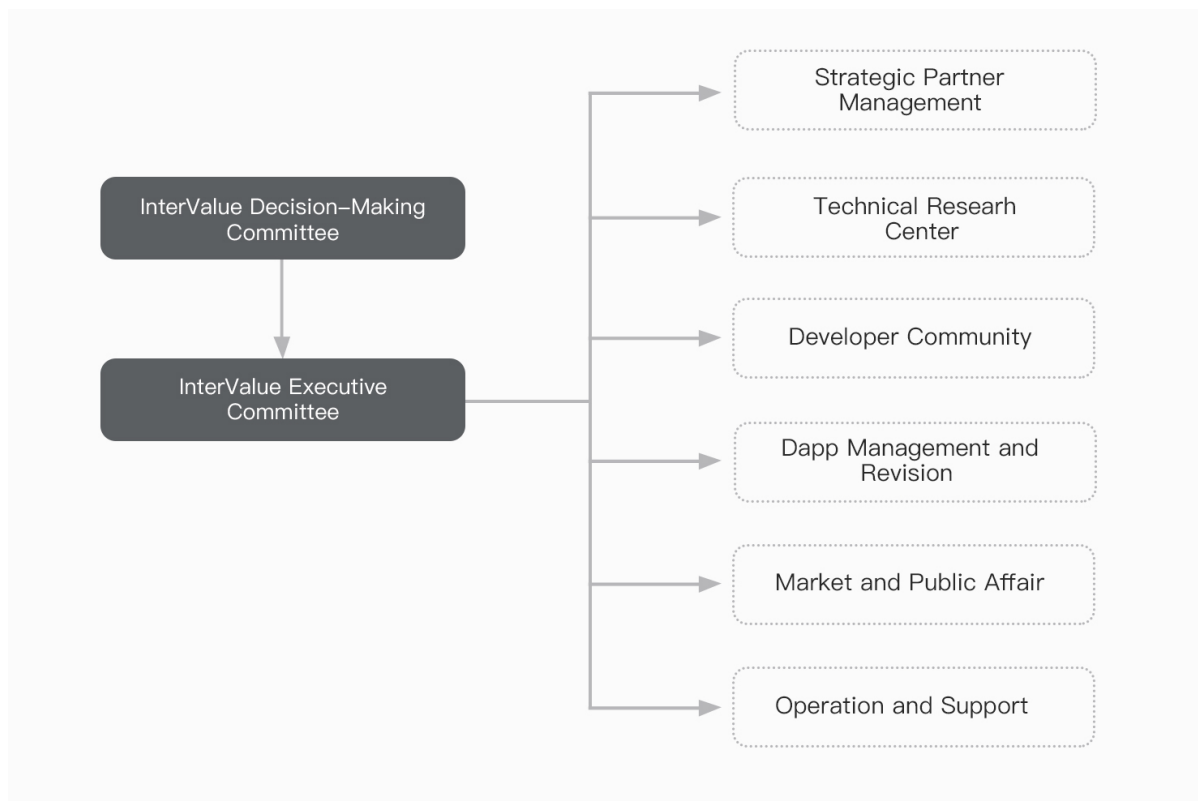 InterValue Decision-Making
Committee
InterValue Executive
Committee
Strategic Partner
Management
Technical Researh
Center
Developer Community
Dapp Management and
Revision
Market and Public Affair
Operation and Support